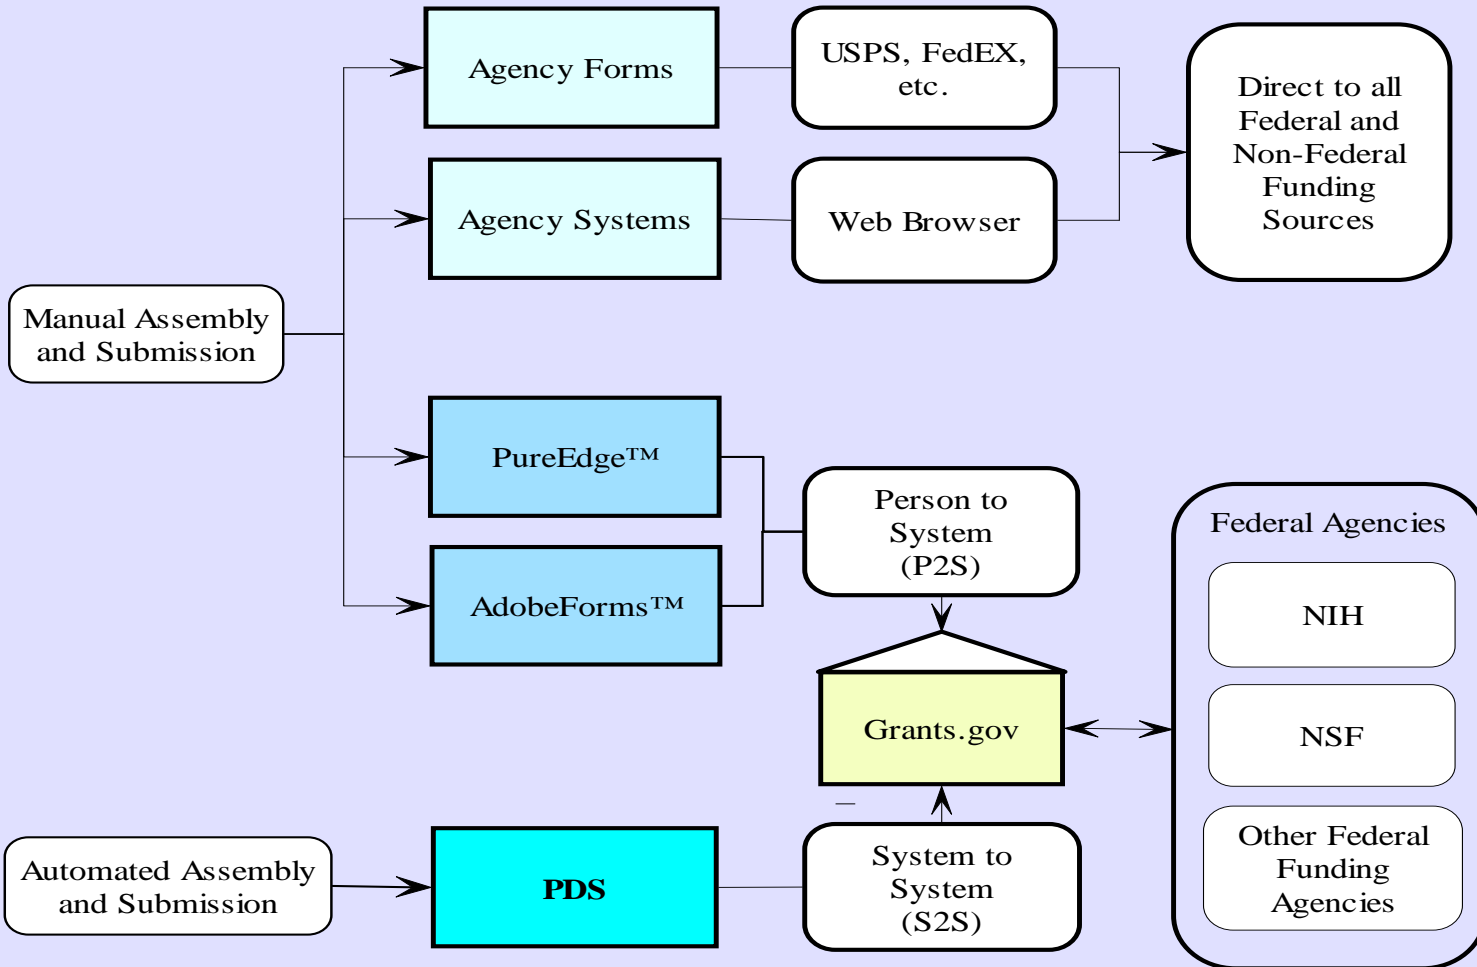 Agency Forms
USPS, FedEX,
etc.
Direct to all
Federal and
Non-Federal
Funding
Sources
Agency Systems
Web Browser
Manual Assembly
and Submission
PureEdge™
AdobeForms™
Person to
System
(P2S)
Federal Agencies
NIH
NSF
Other Federal
Funding
Agencies
Grants.gov
Automated Assembly
and Submission
PDS
System to
System
(S2S)